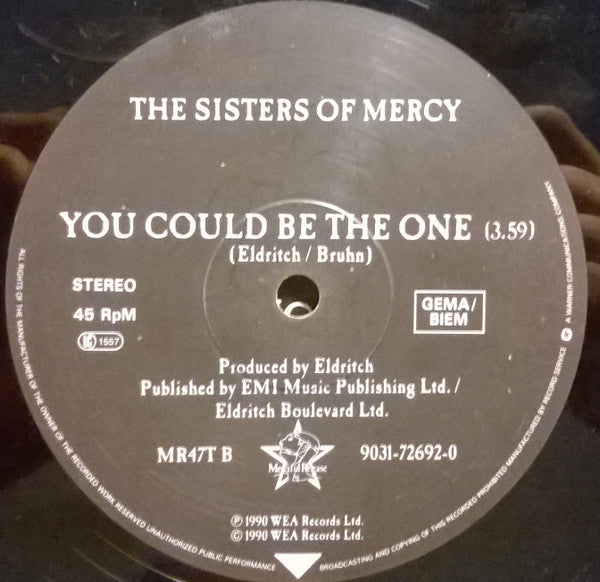 THE SISTERS OF MERCY
YOU COULD BE THE ONE (3.59)
(Eldritch / Bruhn)
STEREO
45 RpM
LC 1557
GEMA/
BIEM
Produced by Eldritch
Published by EMI Music Publishing Ltd. /
Eldritch Boulevard Ltd.
MR47T B
Merciful Release
9031-72692-0
℗ 1990 WEA Records Ltd.
© 1990 WEA Records Ltd.
ALL RIGHTS OF THE MANUFACTURER OF THE OWNER OF THE RECORDED WORK RESERVED UNAUTHORIZED PUBLIC PERFORMANCE
BROADCASTING AND COPYING OF THIS RECORD PROHIBITED MANUFACTURED BY RECORD SERVICE
A WARNER COMMUNICATIONS COMPANY